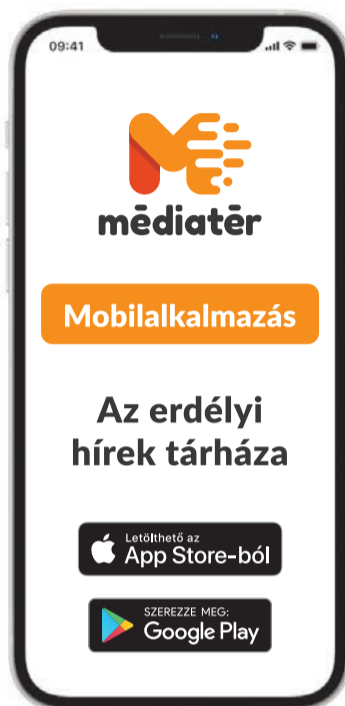 09:41
mēdiatēr
Mobilalkalmazás
Az erdélyi
hírek tárháza
Letölthető az
App Store-ból
SZEREZZE MEG:
Google Play